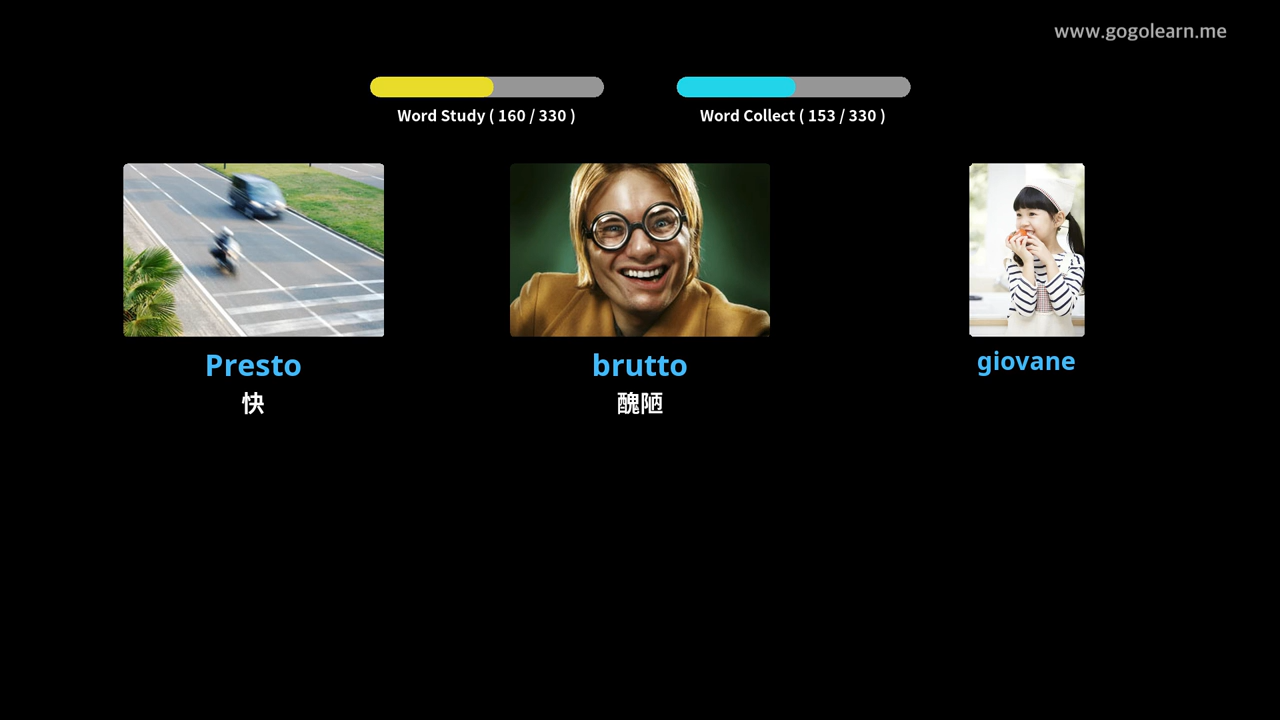 www.gogolearn.me
Word Study ( 160 / 330 )
Word Collect ( 153 / 330 )
Presto
快
brutto
醜陋
giovane